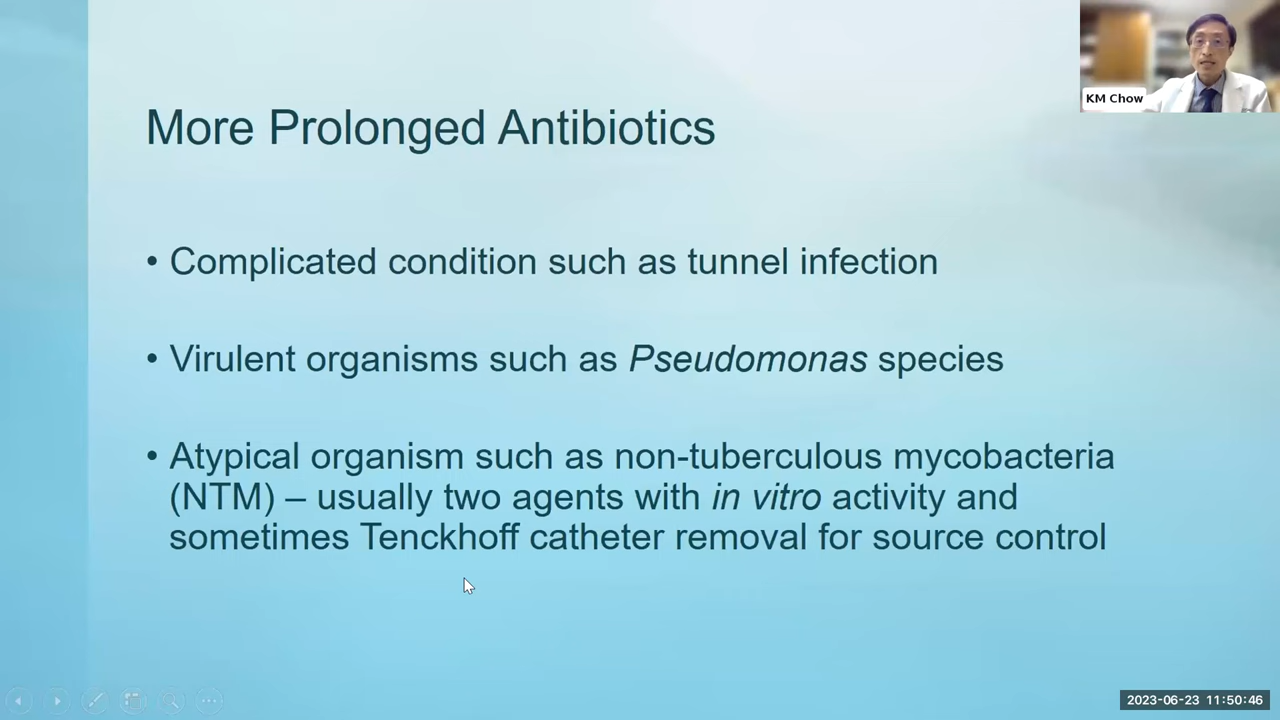 KM Chow
More Prolonged Antibiotics
• Complicated condition such as tunnel infection
• Virulent organisms such as Pseudomonas species
• Atypical organism such as non-tuberculous mycobacteria
(NTM) – usually two agents with in vitro activity and
sometimes Tenckhoff catheter removal for source control
2023-06-23 11:50:46